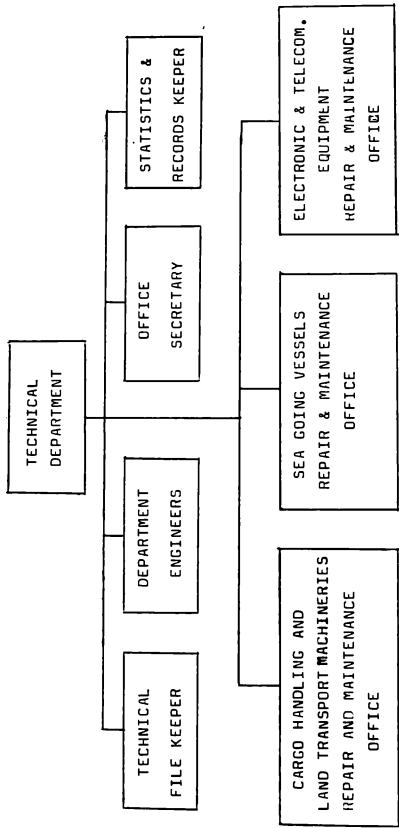 TECHNICAL
DEPARTMENT
TECHNICAL
FILE KEEPER
DEPARTMENT
ENGINEERS
OFFICE
SECRETARY
STATISTICS &
RECORDS KEEPER
CARGO HANDLING AND
LAND TRANSPORT MACHINERIES
REPAIR AND MAINTENANCE
OFFICE
SEA GOING VESSELS
REPAIR & MAINTENANCE
OFFICE
ELECTRONIC & TELECOM.
EQUIPMENT
REPAIR & MAINTENANCE
OFFICE